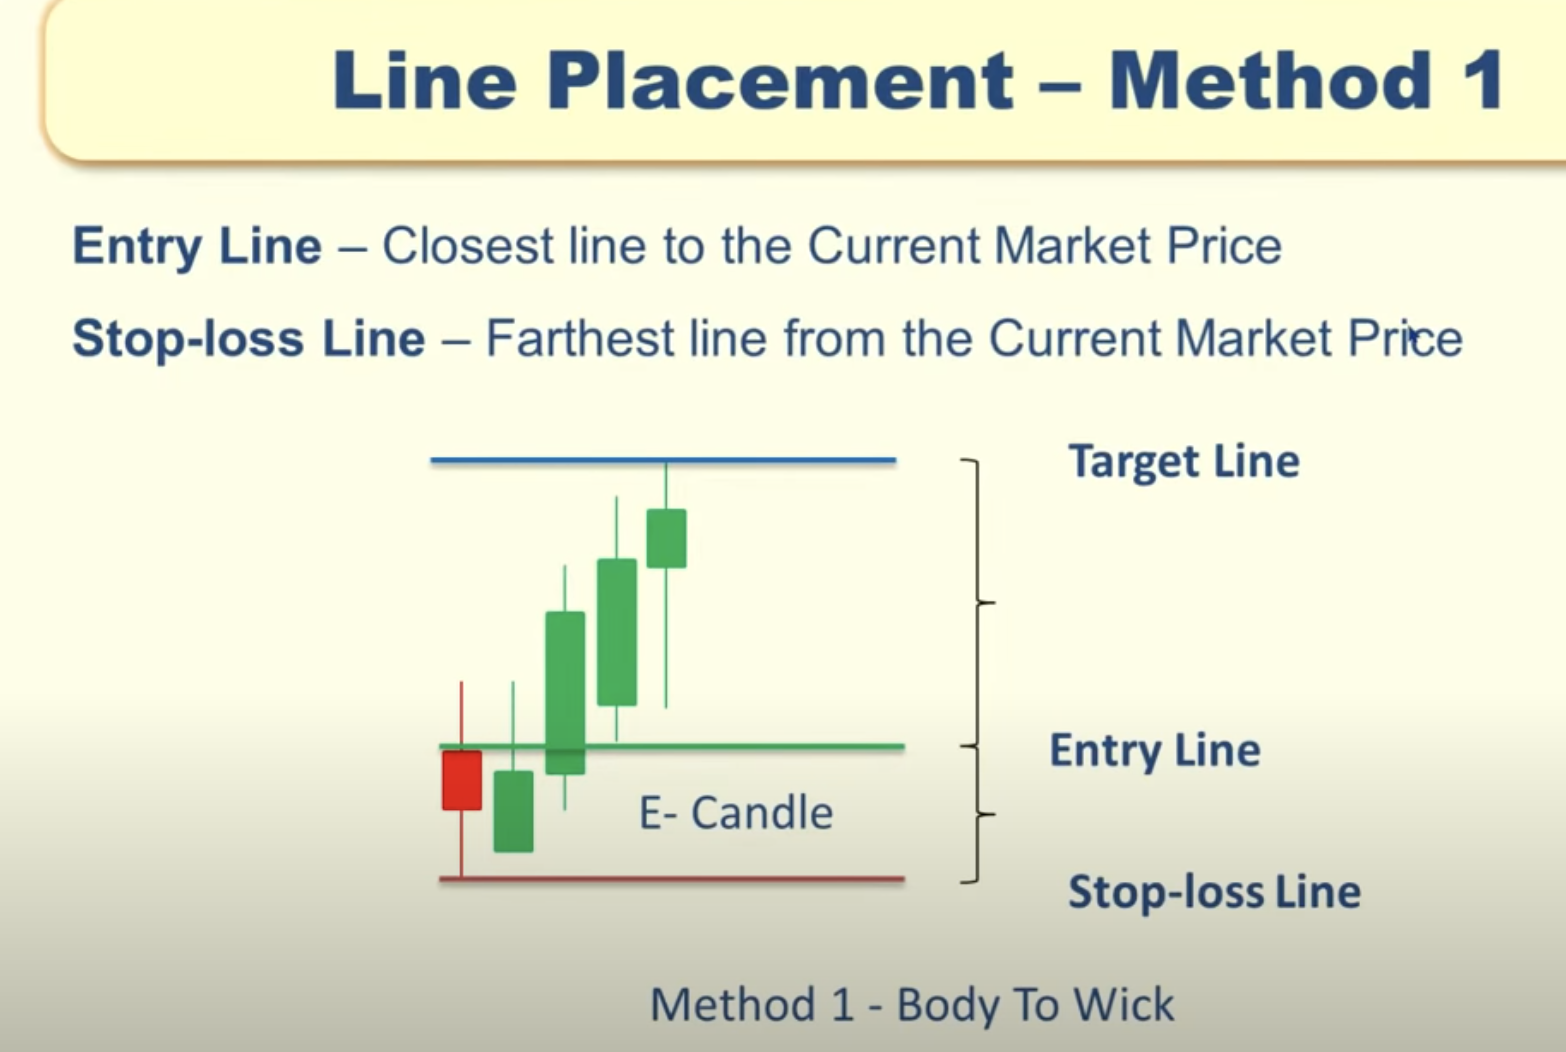 Line Placement – Method 1
Entry Line – Closest line to the Current Market Price
Stop-loss Line – Farthest line from the Current Market Price
Target Line
Entry Line
E- Candle
Stop-loss Line
Method 1 - Body To Wick